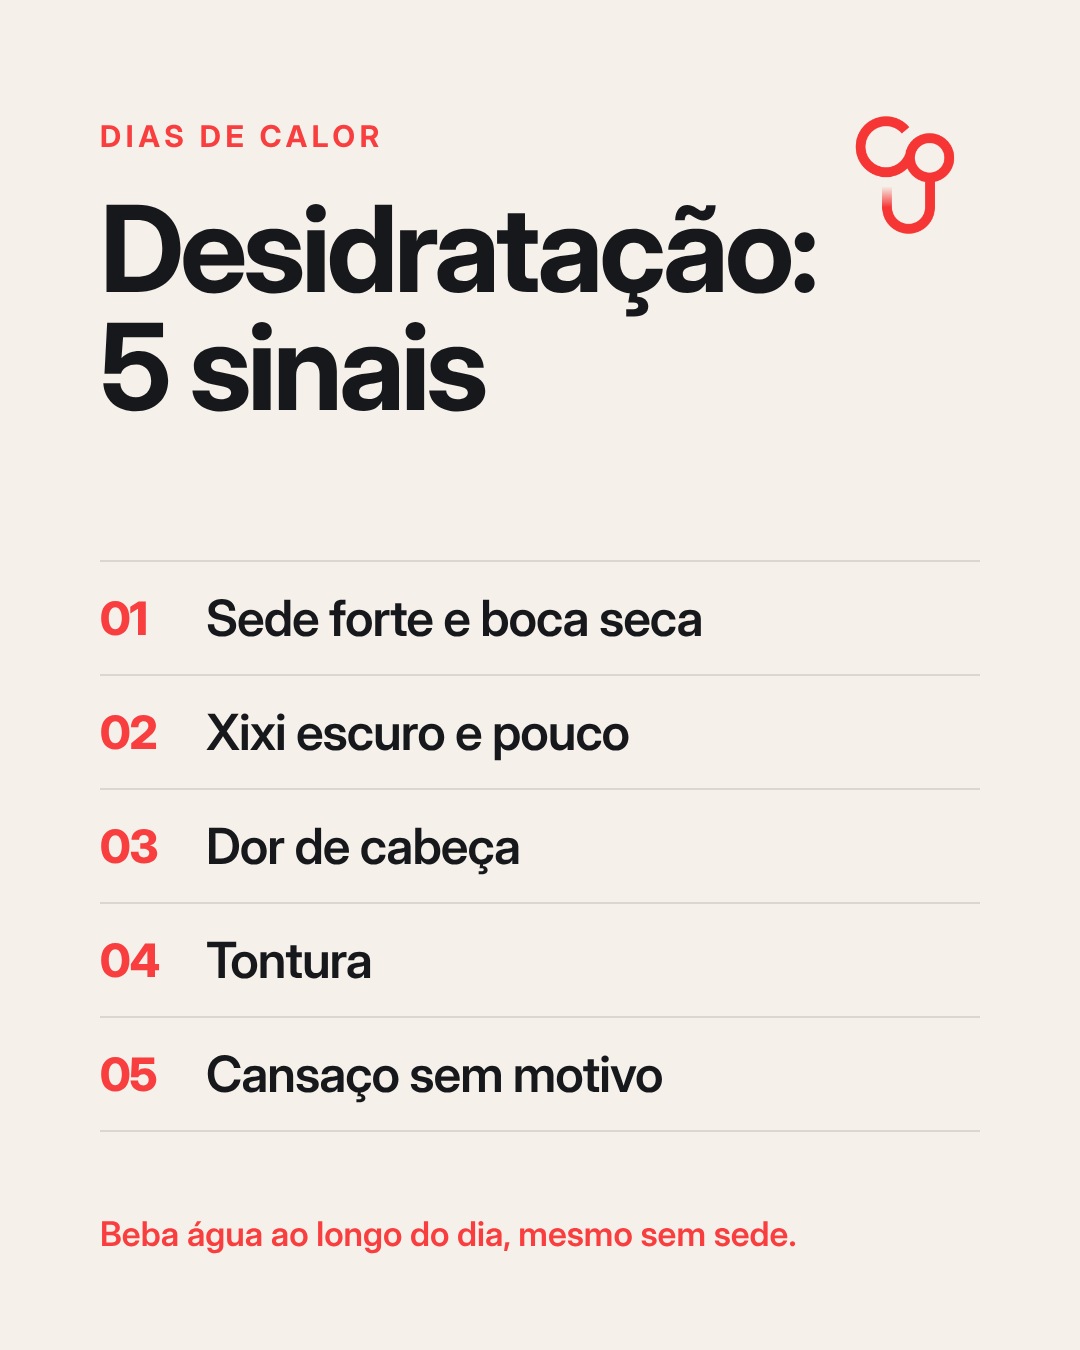 DIAS DE CALOR
Desidratação:
5 sinais
01 Sede forte e boca seca
02 Xixi escuro e pouco
03 Dor de cabeça
04 Tontura
05 Cansaço sem motivo
Beba água ao longo do dia, mesmo sem sede.